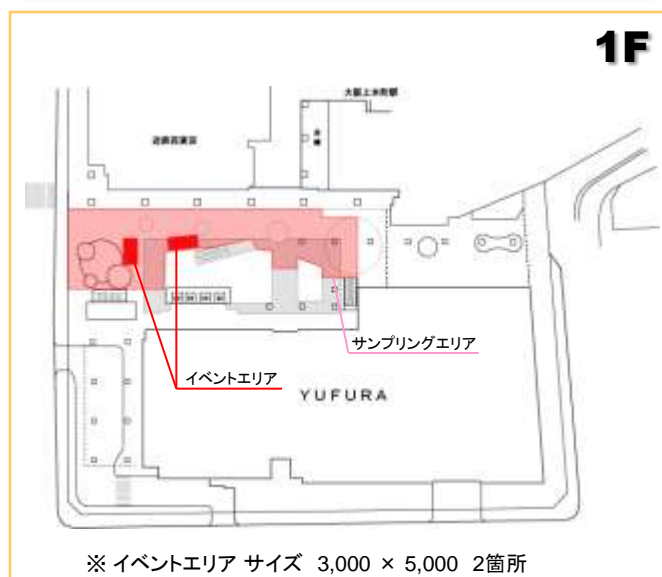 1F
大阪上本町駅
近鉄百貨店
サンプリングエリア
イベントエリア
YUFURA
※ イベントエリア サイズ 3,000 × 5,000 2箇所